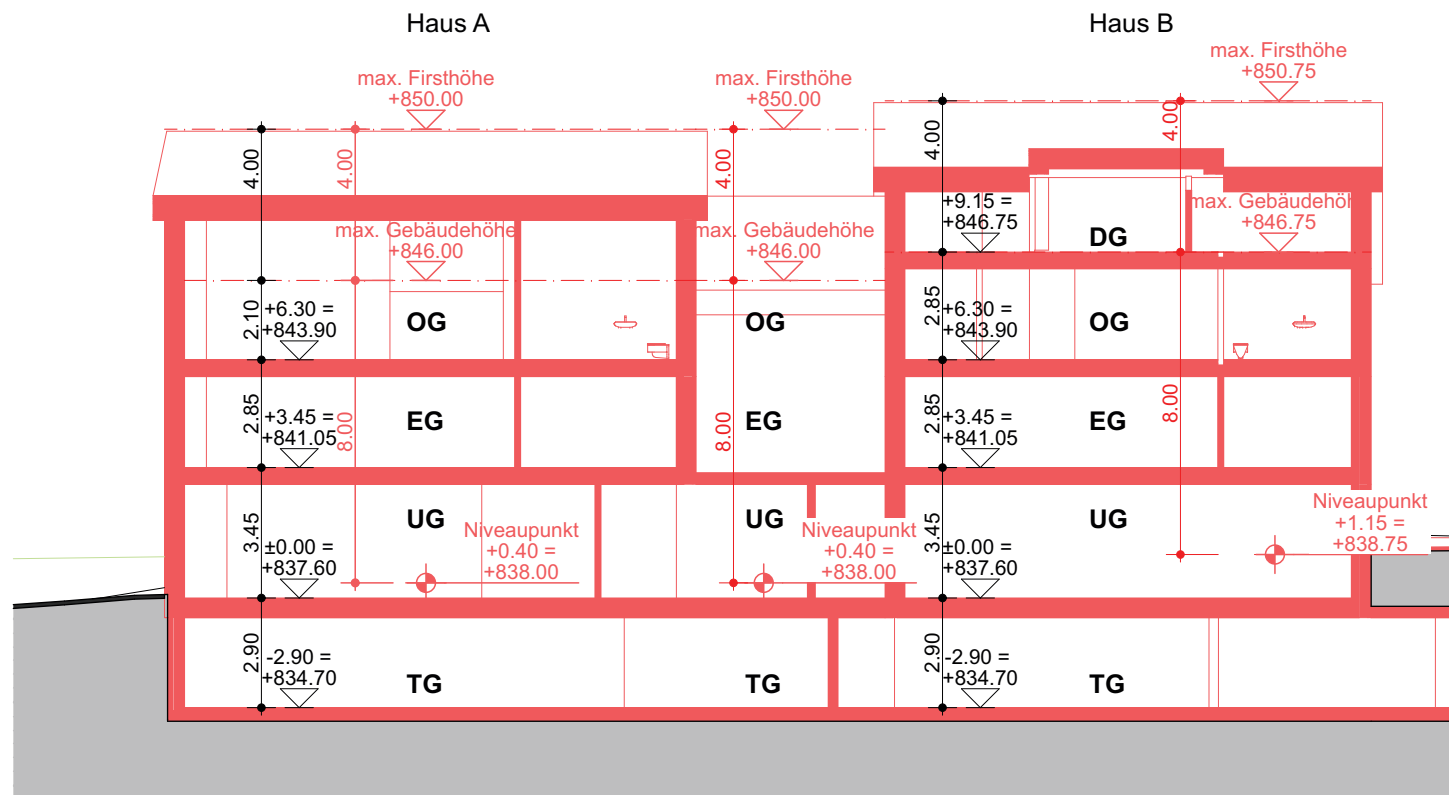 Haus A
Haus B
max. Firsthöhe
+850.00
max. Firsthöhe
+850.00
max. Firsthöhe
+850.75
4.00
4.00
4.00
4.00
4.00
max. Gebäudehöhe
+846.00
max. Gebäudehöhe
+846.00
+9.15 =
+846.75
DG
max. Gebäudehöh
+846.75
2.10
+6.30 =
+843.90
OG
OG
2.85
+6.30 =
+843.90
OG
2.85
+3.45 =
+841.05
8.00
EG
8.00
EG
2.85
+3.45 =
+841.05
EG
8.00
3.45
±0.00 =
+837.60
UG
Niveaupunkt
+0.40 =
+838.00
UG
Niveaupunkt
+0.40 =
+838.00
3.45
±0.00 =
+837.60
UG
Niveaupunkt
+1.15 =
+838.75
2.90
-2.90 =
+834.70
TG
TG
2.90
-2.90 =
+834.70
TG